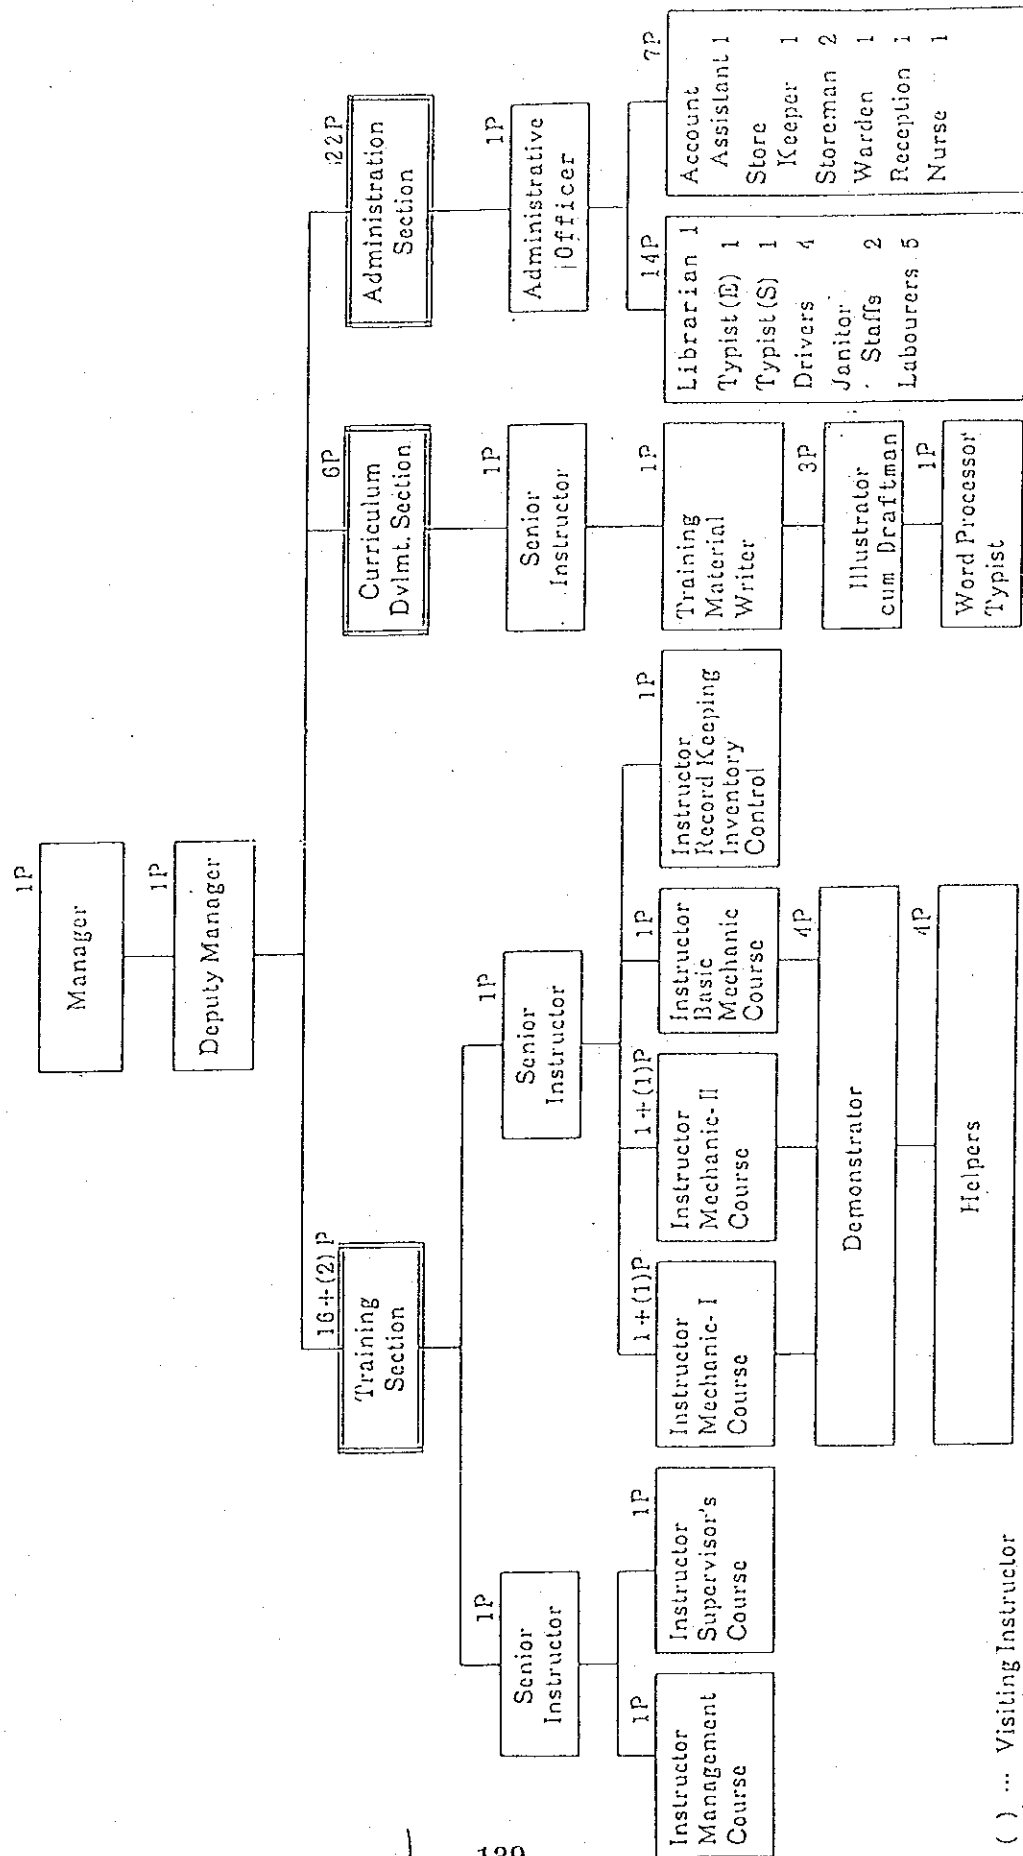 1P
Manager
1P
Deputy Manager
16+(2)P
Training
Section
6P
Curriculum
Dvlmt. Section
22P
Administration
Section
1P
Senior
Instructor
1P
Senior
Instructor
1P
Senior
Instructor
1P
Administrative
Officer
1P
Instructor
Management
Course
1P
Instructor
Supervisor's
Course
1+(1)P
Instructor
Mechanic-I
Course
1+(1)P
Instructor
Mechanic-II
Course
1P
Instructor
Basic
Mechanic
Course
1P
Instructor
Record Keeping
Inventory
Control
4P
Demonstrator
4P
Helpers
1P
Training
Material
Writer
3P
Illustrator
cum Draftman
1P
Word Processor
Typist
14P
Librarian 1
Typist(E) 1
Typist(S) 1
Drivers 4
Janitor
Staffs 2
Labourers 5
7P
Account
Assistant 1
Store
Keeper 1
Storeman 2
Warden 1
Reception 1
Nurse 1
( ) ... Visiting Instructor